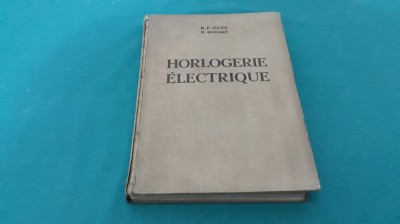 R. P. GUYE
M. BOSSART
HORLOGERIE
ÉLECTRIQUE